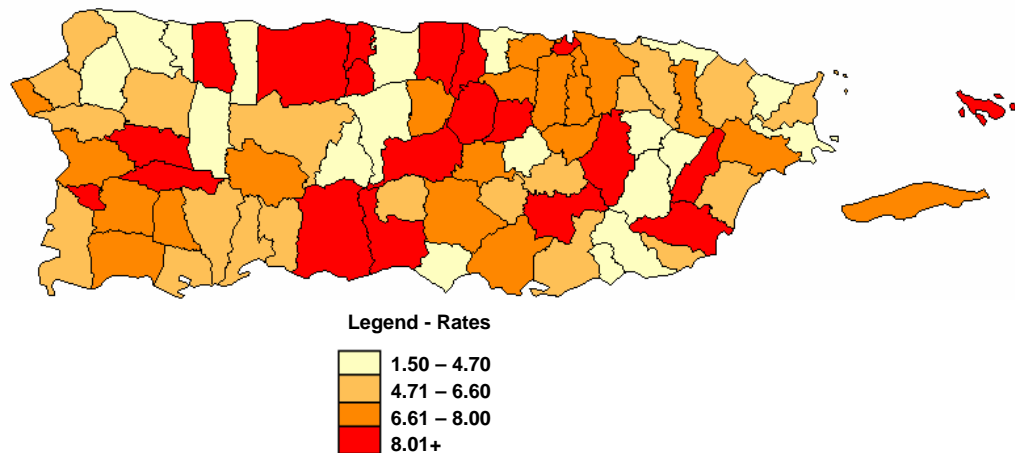 Legend - Rates
1.50 – 4.70
4.71 – 6.60
6.61 – 8.00
8.01+